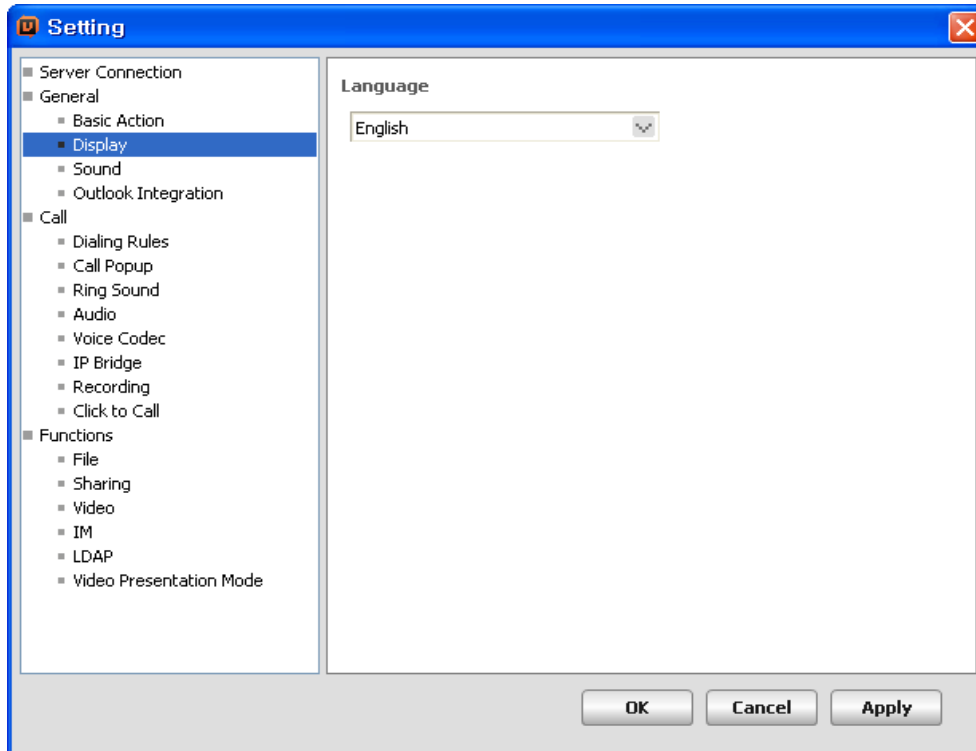 Setting
Server Connection
General
Basic Action
Display
Sound
Outlook Integration
Call
Dialing Rules
Call Popup
Ring Sound
Audio
Voice Codec
IP Bridge
Recording
Click to Call
Functions
File
Sharing
Video
IM
LDAP
Video Presentation Mode
Language
English
OK Cancel Apply